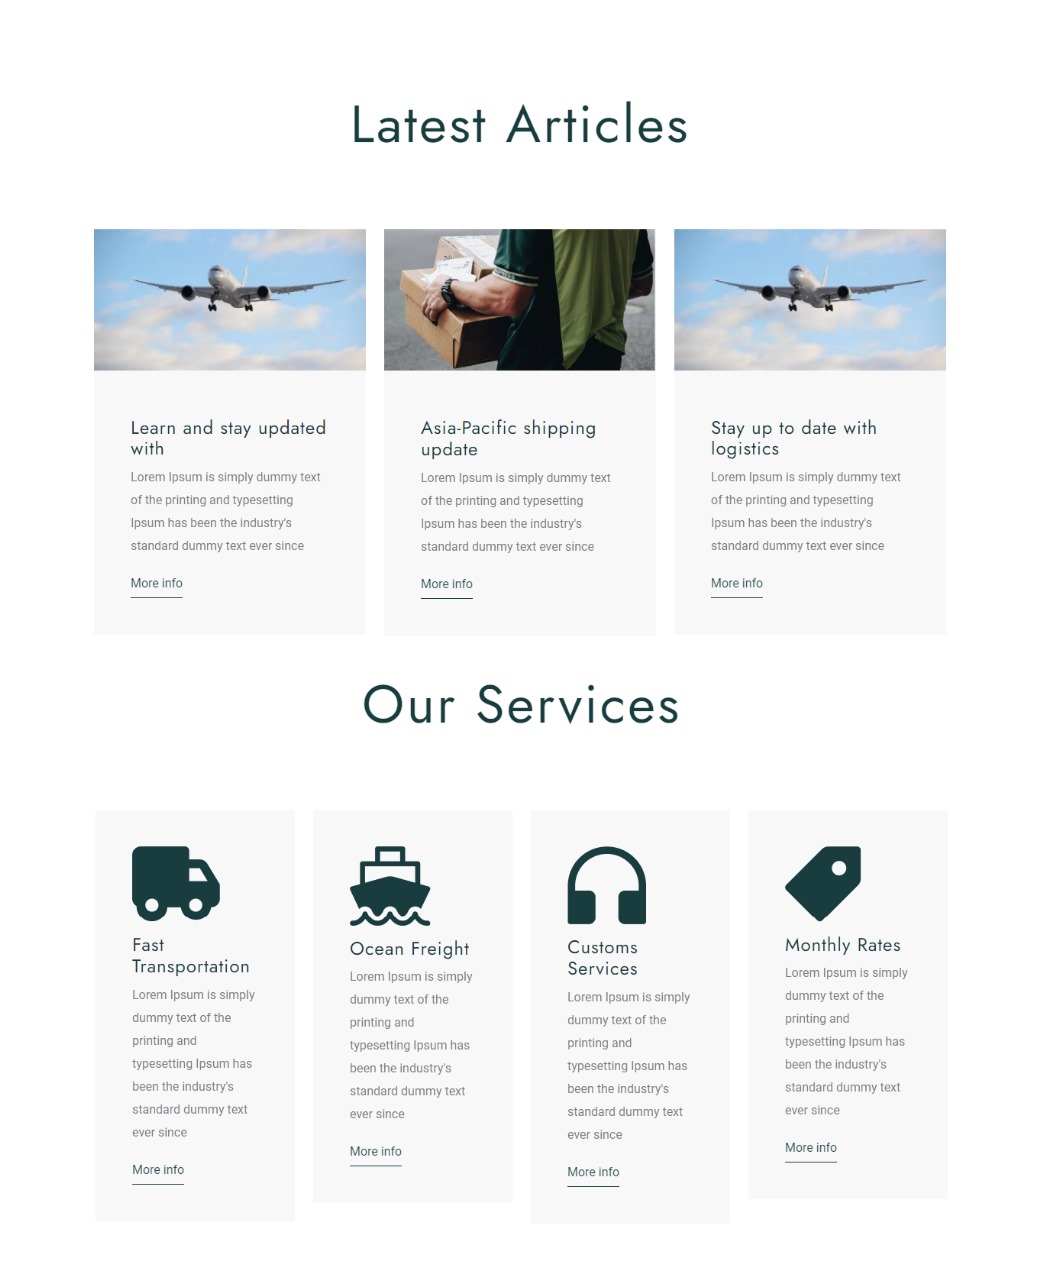 Latest Articles
Learn and stay updated
with
Lorem Ipsum is simply dummy text
of the printing and typesetting
Ipsum has been the industry's
standard dummy text ever since
More info
Asia-Pacific shipping
update
Lorem Ipsum is simply dummy text
of the printing and typesetting
Ipsum has been the industry's
standard dummy text ever since
More info
Stay up to date with
logistics
Lorem Ipsum is simply dummy text
of the printing and typesetting
Ipsum has been the industry's
standard dummy text ever since
More info
Our Services
Fast
Transportation
Lorem Ipsum is simply
dummy text of the
printing and
typesetting Ipsum has
been the industry's
standard dummy text
ever since
More info
Ocean Freight
Lorem Ipsum is simply
dummy text of the
printing and
typesetting Ipsum has
been the industry's
standard dummy text
ever since
More info
Customs
Services
Lorem Ipsum is simply
dummy text of the
printing and
typesetting Ipsum has
been the industry's
standard dummy text
ever since
More info
Monthly Rates
Lorem Ipsum is simply
dummy text of the
printing and
typesetting Ipsum has
been the industry's
standard dummy text
ever since
More info